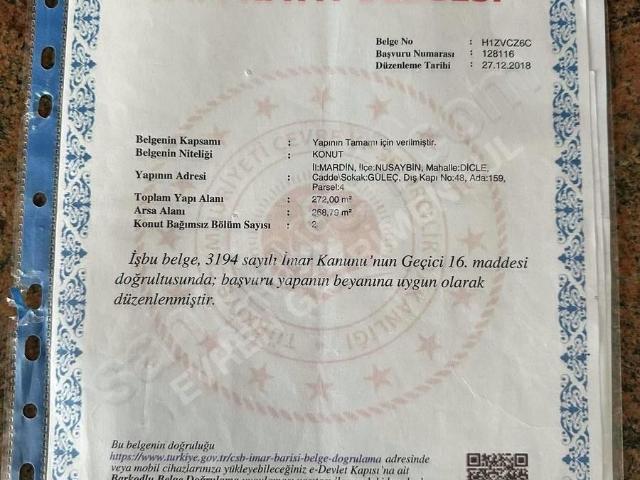 Belge No : H1ZVCZ6C
Başvuru Numarası : 128116
Düzenleme Tarihi : 27.12.2018
Belgenin Kapsamı : Yapının Tamamı için verilmiştir.
Belgenin Niteliği : KONUT
Yapının Adresi : İl:MARDİN, İlçe:NUSAYBİN, Mahalle:DİCLE,
Cadde\Sokak:GÜLEÇ, Dış Kapı No:48, Ada:159,
Parsel:4
Toplam Yapı Alanı : 272,00 m²
Arsa Alanı : 268,79 m²
Konut Bağımsız Bölüm Sayısı : 2
İşbu belge, 3194 sayılı İmar Kanunu'nun Geçici 16. maddesi
doğrultusunda; başvuru yapanın beyanına uygun olarak
düzenlenmiştir.
Bu belgenin doğruluğu
https://www.turkiye.gov.tr/csb-imar-barisi-belge-dogrulama adresinde
veya mobil cihazlarınıza yükleyebileceğiniz e-Devlet Kapısı'na ait